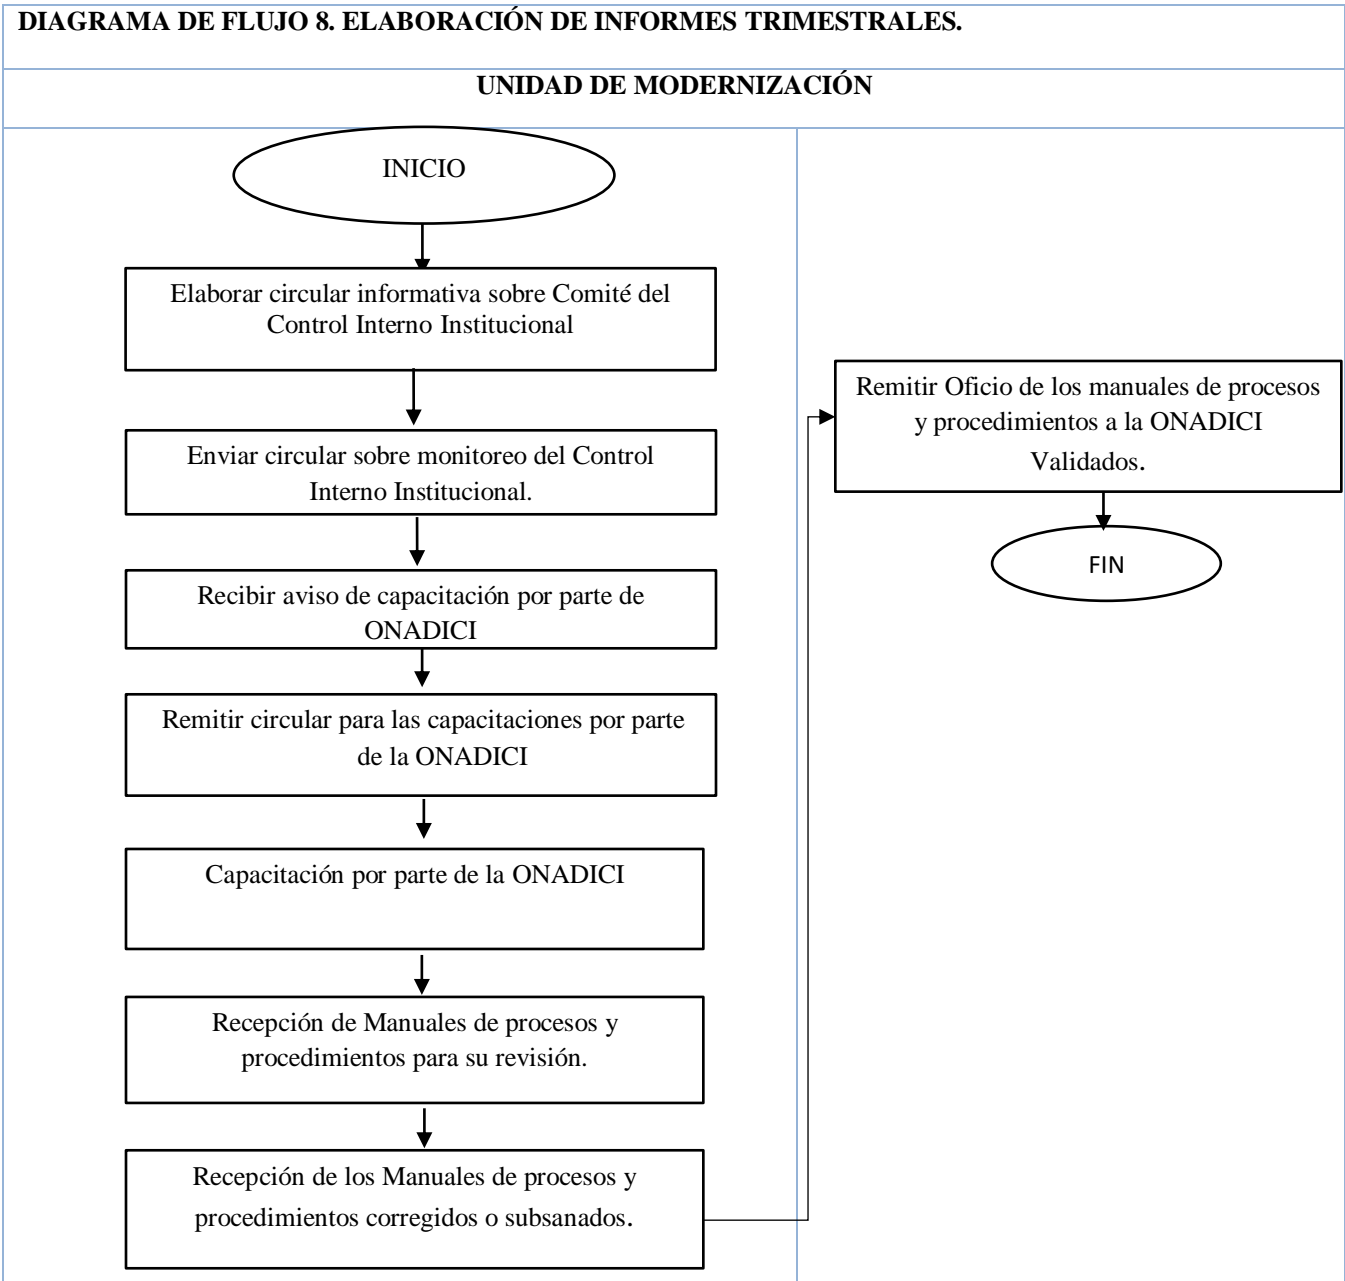 DIAGRAMA DE FLUJO 8. ELABORACIÓN DE INFORMES TRIMESTRALES.
UNIDAD DE MODERNIZACIÓN
INICIO
Elaborar circular informativa sobre Comité del
Control Interno Institucional
Enviar circular sobre monitoreo del Control
Interno Institucional.
Recibir aviso de capacitación por parte de
ONADICI
Remitir circular para las capacitaciones por parte
de la ONADICI
Capacitación por parte de la ONADICI
Recepción de Manuales de procesos y
procedimientos para su revisión.
Recepción de los Manuales de procesos y
procedimientos corregidos o subsanados.
Remitir Oficio de los manuales de procesos
y procedimientos a la ONADICI
Validados.
FIN